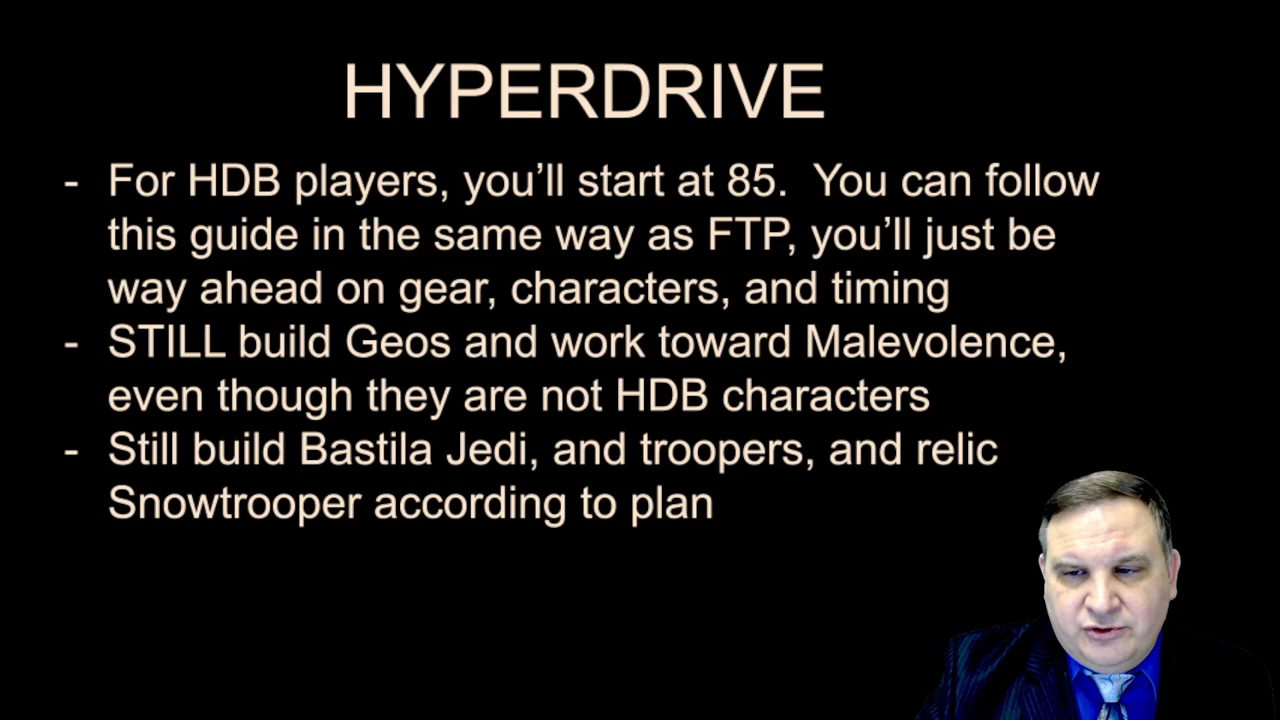 HYPERDRIVE
- For HDB players, you’ll start at 85.  You can follow
this guide in the same way as FTP, you’ll just be
way ahead on gear, characters, and timing
- STILL build Geos and work toward Malevolence,
even though they are not HDB characters
- Still build Bastila Jedi, and troopers, and relic
Snowtrooper according to plan